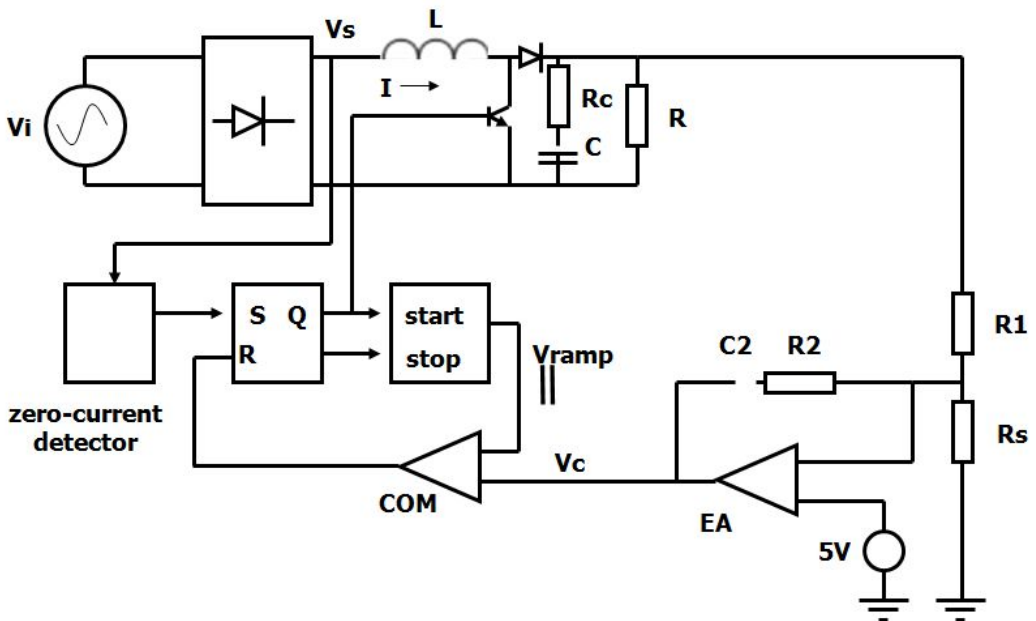 Vs
L
I
Rc
R
Vi
C
S Q
start
R
stop
Vramp
C2
R2
R1
zero-current
detector
Rs
Vc
COM
EA
5V